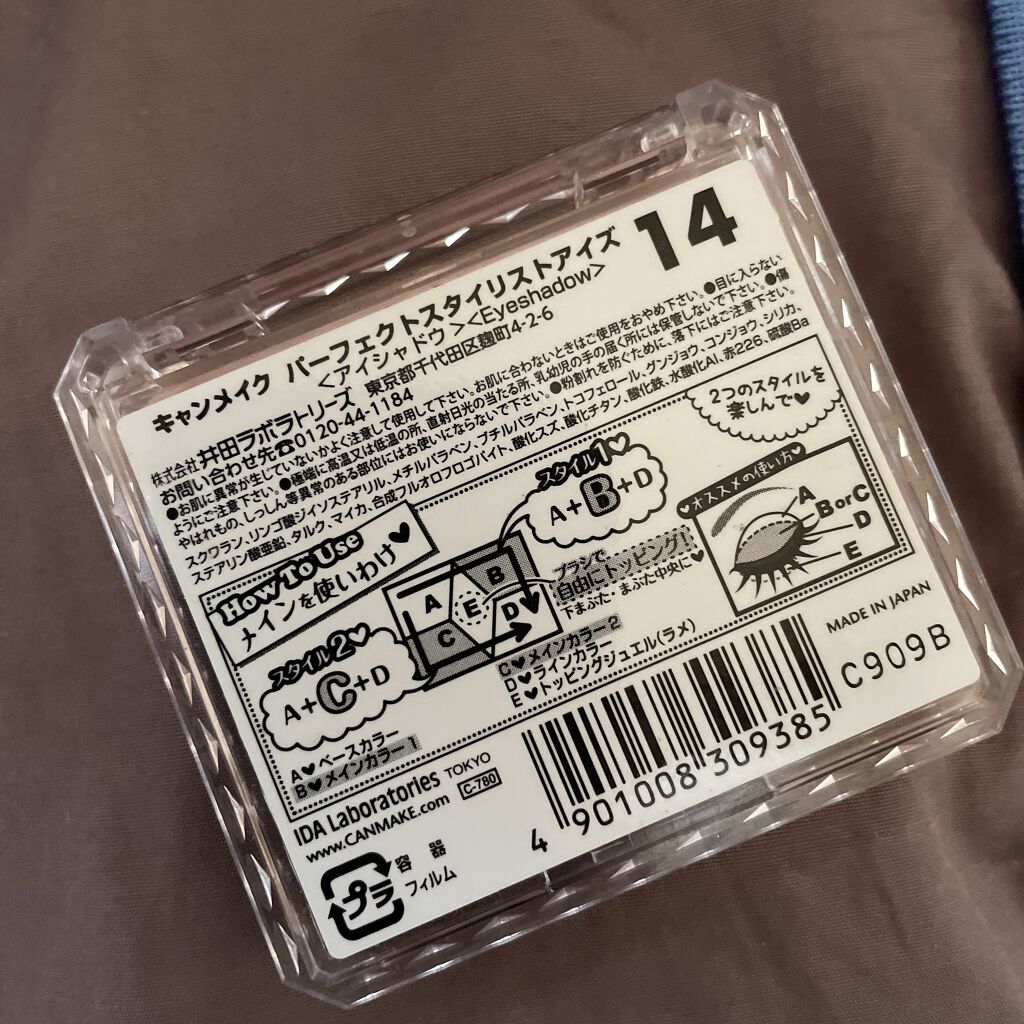 キャンメイク パーフェクトスタイリストアイズ
14
<アイシャドウ><Eyeshadow>
株式会社 井田ラボラトリーズ 東京都千代田区麹町4-2-6
お問い合わせ先☎0120-44-1184
●お肌に異常が生じていないかよく注意して使用して下さい。お肌に合わないときはご使用をおやめ下さい。●目に入らない
ようにご注意下さい。●極端に高温又は低温の所、直射日光の当たる所、乳幼児の手の届く所には保管しないで下さい。●傷
やはれもの、しっしん等異常のある部位にはお使いにならないで下さい。●粉割れを防ぐために、落下にはご注意下さい。
スクワラン、リンゴ酸ジイソステアリル、メチルパラベン、ブチルパラベン、トコフェロール、グンジョウ、コンジョウ、シリカ、
ステアリン酸亜鉛、タルク、マイカ、合成フルオロフロゴパイト、酸化スズ、酸化チタン、酸化鉄、水酸化Al、赤226、硫酸Ba
2つのスタイルを
楽しんで♥
How To Use
メインを使いわけ♥
スタイル1♡
A+B+D
スタイル2♡
A+C+D
A
B
C
D
E
ブラシで
自由にトッピング!
下まぶた・まぶた中央に♥
♥オススメの使い方♥
A
B or C
D
E
A♥ベースカラー
B♥メインカラー1
C♥メインカラー2
D♥ラインカラー
E♥トッピングジュエル(ラメ)
IDA Laboratories TOKYO
www.CANMAKE.com C-780
MADE IN JAPAN
C909B
4 901008 309385
プラ
容器
フィルム